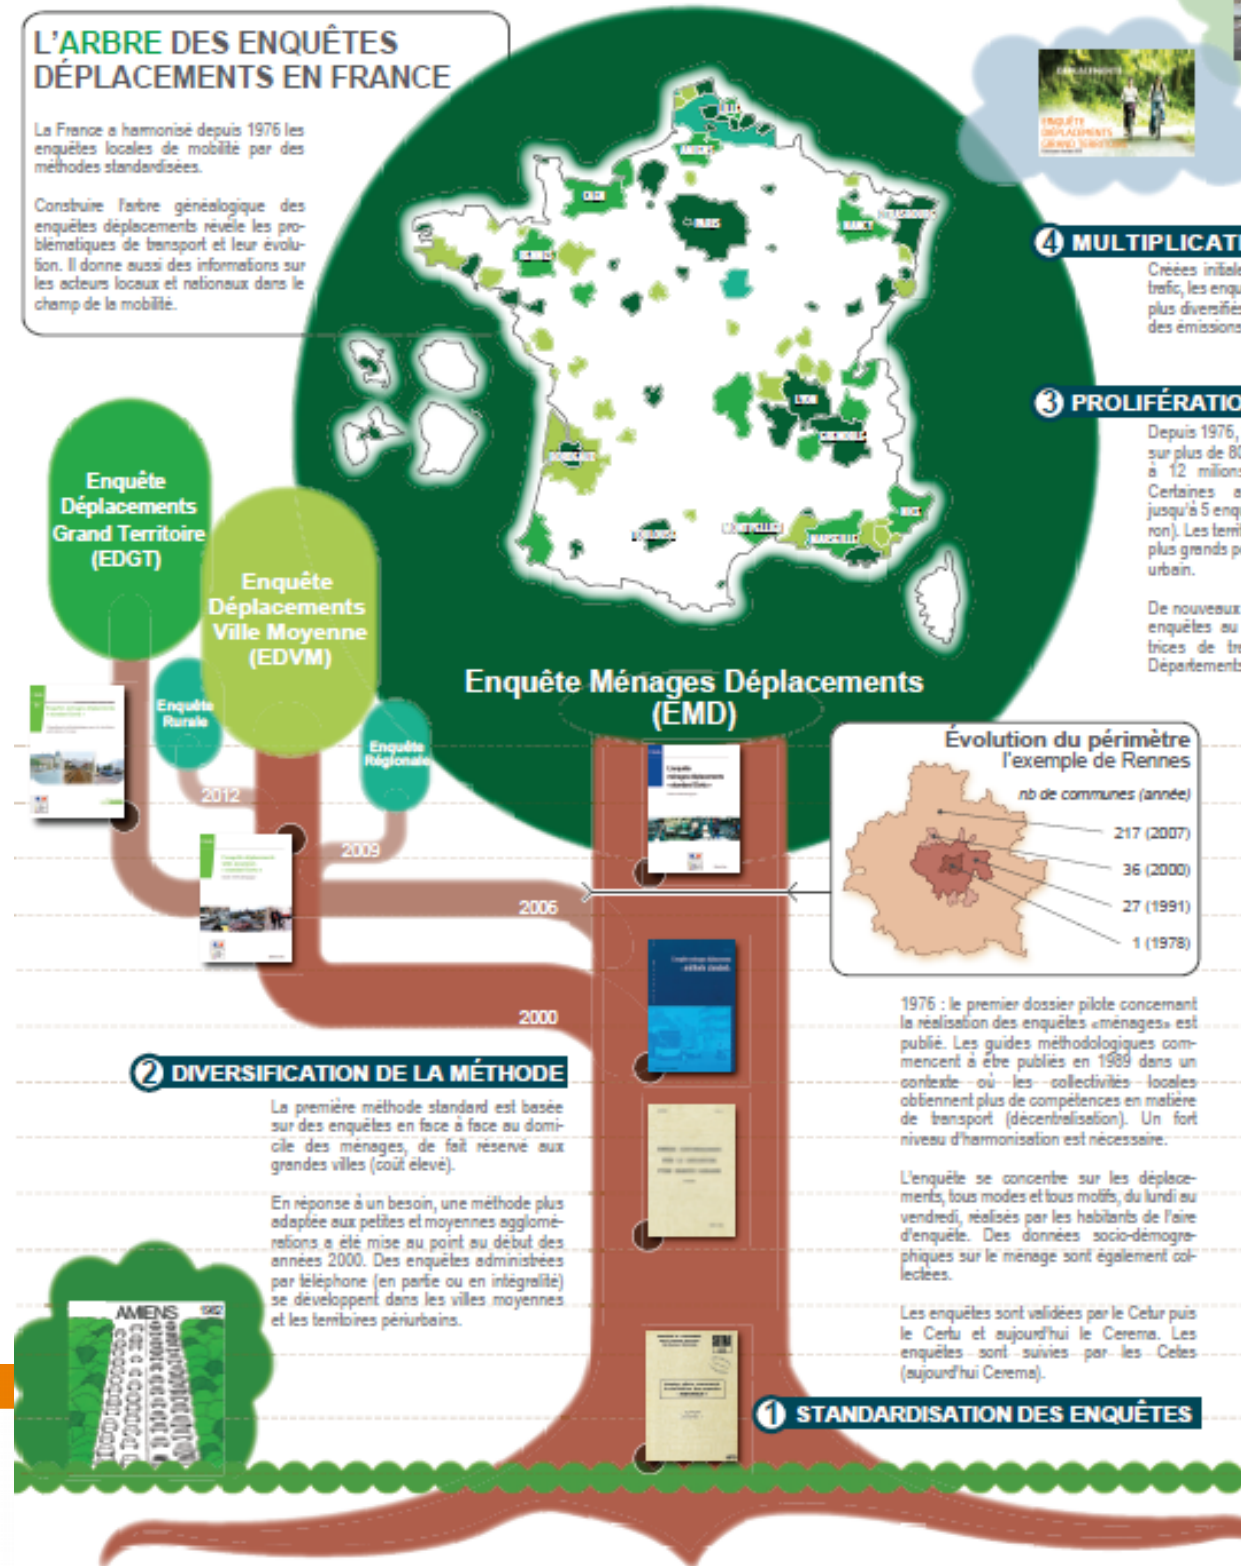 L'ARBRE DES ENQUÊTES
DÉPLACEMENTS EN FRANCE
La France a harmonisé depuis 1976 les
enquêtes locales de mobilité par des
méthodes standardisées.
Construire l'arbre généalogique des
enquêtes déplacements révèle les pro-
blématiques de transport et leur évolu-
tion. Il donne aussi des informations sur
les acteurs locaux et nationaux dans le
champ de la mobilité.
ENQUÊTE
DÉPLACEMENTS
GRAND TERRITOIRE
AMIENS
CAEN
PARIS
NANCY
STRASBOURG
RENNES
LYON
GRENOBLE
BORDEAUX
TOULOUSE
MONTPELLIER
MARSEILLE
NICE
4 MULTIPLICATI
Créées initiale
trafic, les enqu
plus diversifiés
des émissions
3 PROLIFÉRATIO
Depuis 1976,
sur plus de 80
à 12 milions
Certaines a
jusqu'à 5 enqu
ron). Les territ
plus grands po
urbain.
De nouveaux
enquêtes au
trices de tra
Départements
Enquête
Déplacements
Grand Territoire
(EDGT)
Enquête
Déplacements
Ville Moyenne
(EDVM)
Enquête
Rurale
Enquête
Régionale
Enquête Ménages Déplacements
(EMD)
2012
2009
2006
2000
Évolution du périmètre
l'exemple de Rennes
nb de communes (année)
217 (2007)
36 (2000)
27 (1991)
1 (1978)
2 DIVERSIFICATION DE LA MÉTHODE
La première méthode standard est basée
sur des enquêtes en face à face au domi-
cile des ménages, de fait réservé aux
grandes villes (coût élevé).
En réponse à un besoin, une méthode plus
adaptée aux petites et moyennes agglomé-
rations a été mise au point au début des
années 2000. Des enquêtes administrées
par téléphone (en partie ou en intégralité)
se développent dans les villes moyennes
et les territoires périurbains.
1976 : le premier dossier pilote concernant
la réalisation des enquêtes «ménages» est
publié. Les guides méthodologiques com-
mencent à être publiés en 1989 dans un
contexte où les collectivités locales
obtiennent plus de compétences en matière
de transport (décentralisation). Un fort
niveau d'harmonisation est nécessaire.
L'enquête se concentre sur les déplace-
ments, tous modes et tous motifs, du lundi au
vendredi, réalisés par les habitants de l'aire
d'enquête. Des données socio-démogra-
phiques sur le ménage sont également col-
lectées.
Les enquêtes sont validées par le Cetur puis
le Certu et aujourd'hui le Cerema. Les
enquêtes sont suivies par les Cetes
(aujourd'hui Cerema).
AMIENS 1982
1 STANDARDISATION DES ENQUÊTES